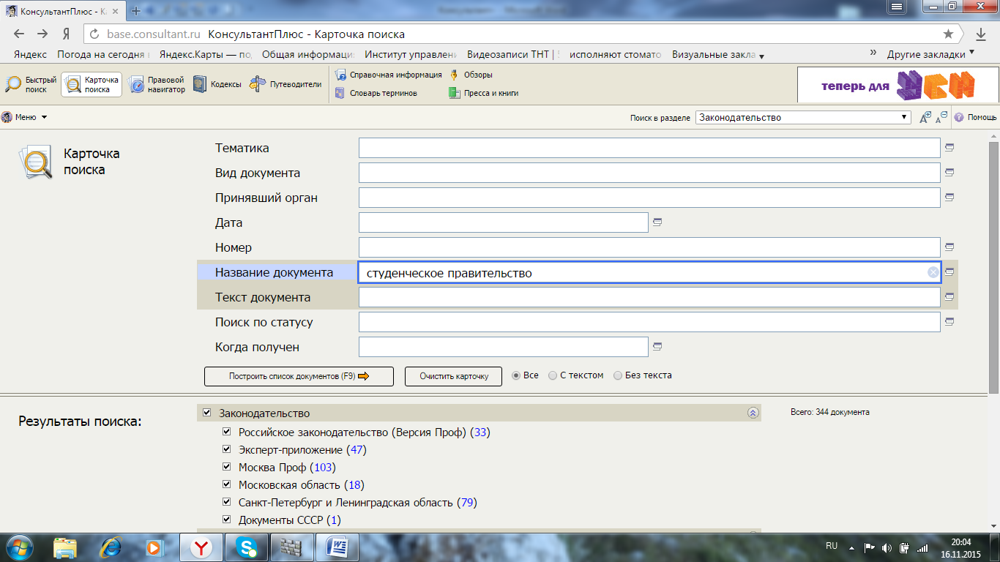 КонсультантПлюс - К
base.consultant.ru КонсультантПлюс - Карточка поиска
Яндекс Погода на сегодня Яндекс.Карты — по Общая информаци Институт управлени Видеозаписи ТНТ | исполняют стомато Визуальные закла » Другие закладки
Быстрый поиск
Карточка поиска
Правовой навигатор
Кодексы
Путеводители
Справочная информация
Обзоры
Словарь терминов
Пресса и книги
теперь для УСН
Меню
Поиск в разделе Законодательство
Помощь
Карточка
поиска
Тематика
Вид документа
Принявший орган
Дата
Номер
Название документа студенческое правительство
Текст документа
Поиск по статусу
Когда получен
Построить список документов (F9) Очистить карточку Все С текстом Без текста
Результаты поиска:
Законодательство
Всего: 344 документа
Российское законодательство (Версия Проф) (33)
Эксперт-приложение (47)
Москва Проф (103)
Московская область (18)
Санкт-Петербург и Ленинградская область (79)
Документы СССР (1)
RU
20:04
16.11.2015